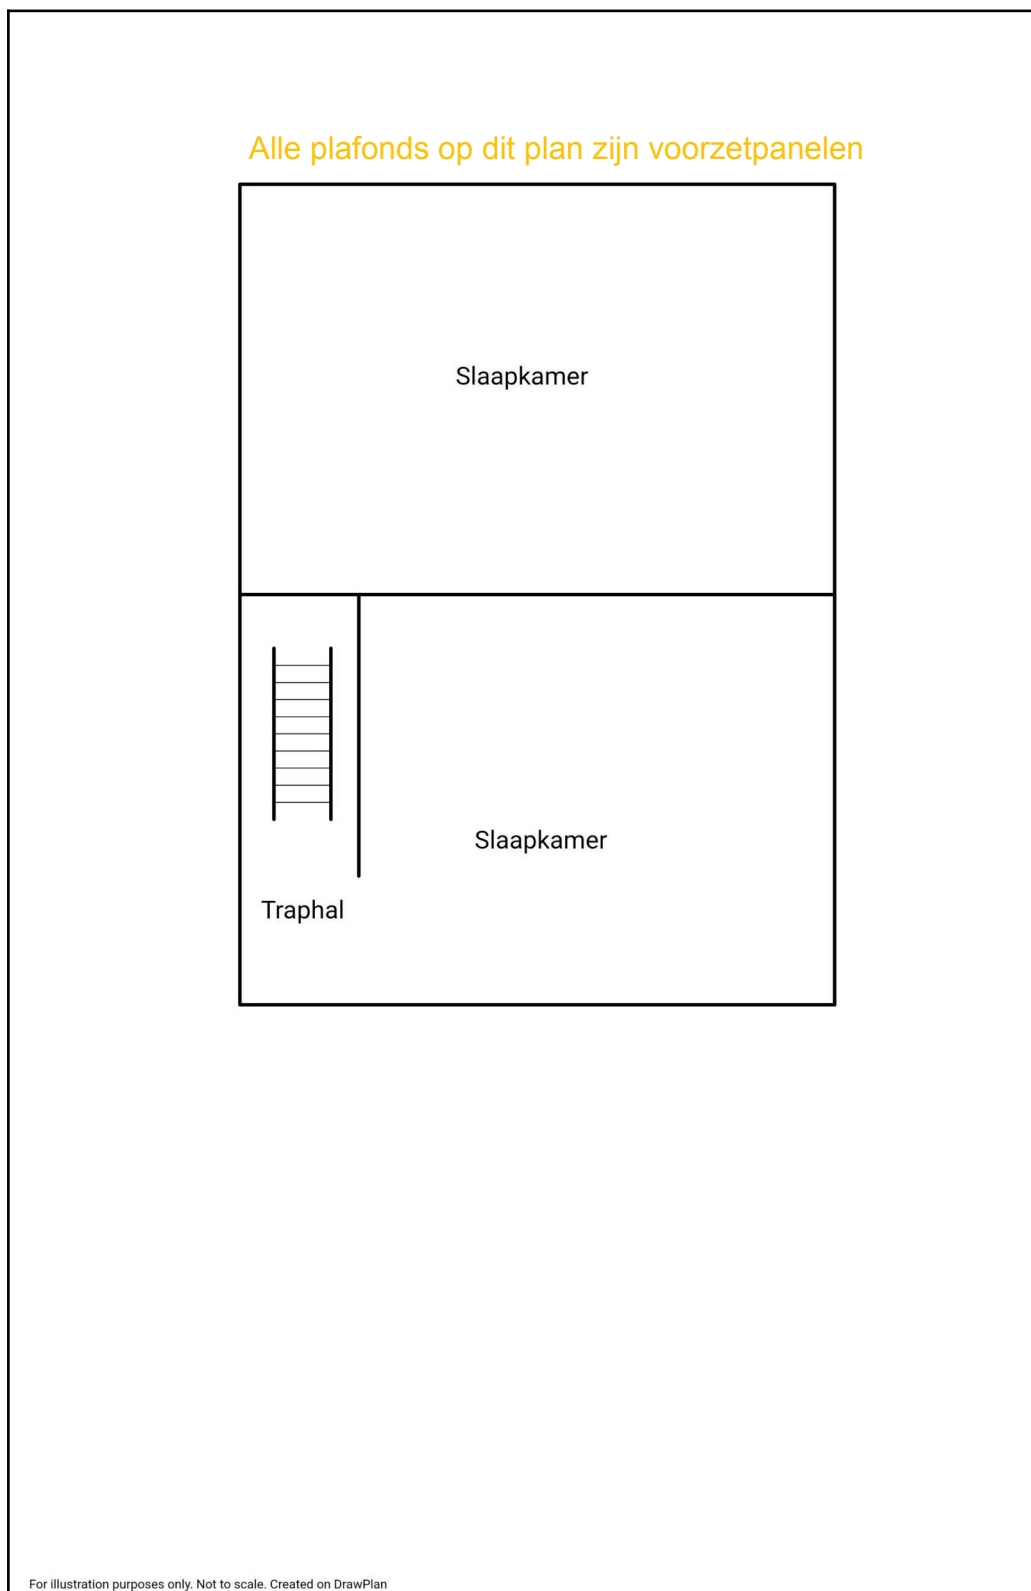 Alle plafonds op dit plan zijn voorzetpanelen
Slaapkamer
Slaapkamer
Traphal
For illustration purposes only. Not to scale. Created on DrawPlan